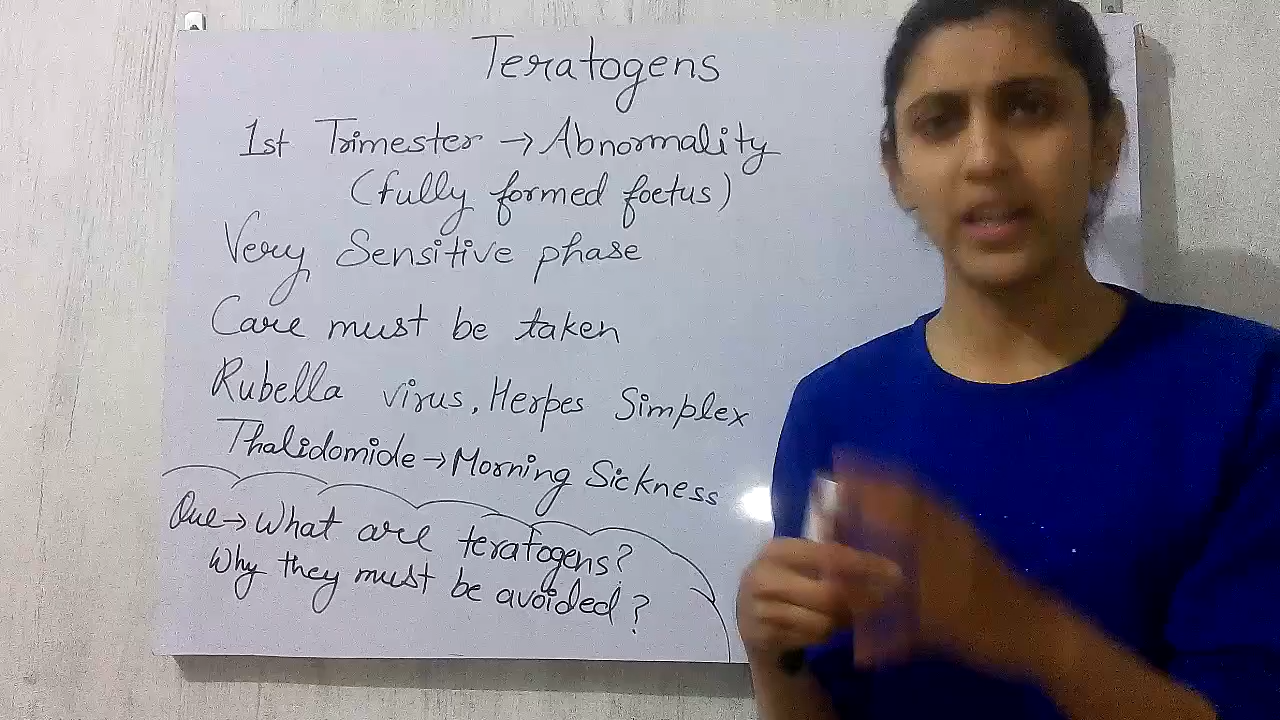 Teratogens
1st Trimester → Abnormality
(fully formed foetus)
Very Sensitive phase
Care must be taken
Rubella virus, Herpes Simplex
Thalidomide → Morning Sickness
Que → What are teratogens?
Why they must be avoided?